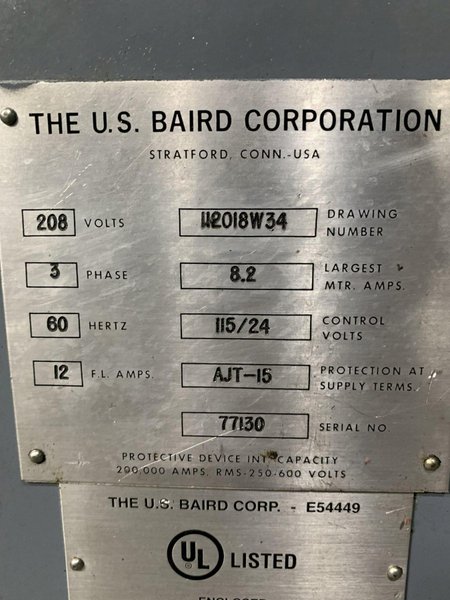 THE U.S. BAIRD CORPORATION
STRATFORD, CONN.-USA
208 VOLTS
W2018W34 DRAWING NUMBER
3 PHASE
8.2 LARGEST MTR. AMPS.
60 HERTZ
115/24 CONTROL VOLTS
12 F.L. AMPS.
AJT-15 PROTECTION AT SUPPLY TERMS.
77130 SERIAL NO.
PROTECTIVE DEVICE INT. CAPACITY
200,000 AMPS. RMS-250-600 VOLTS
THE U.S. BAIRD CORP. - E54449
UL LISTED